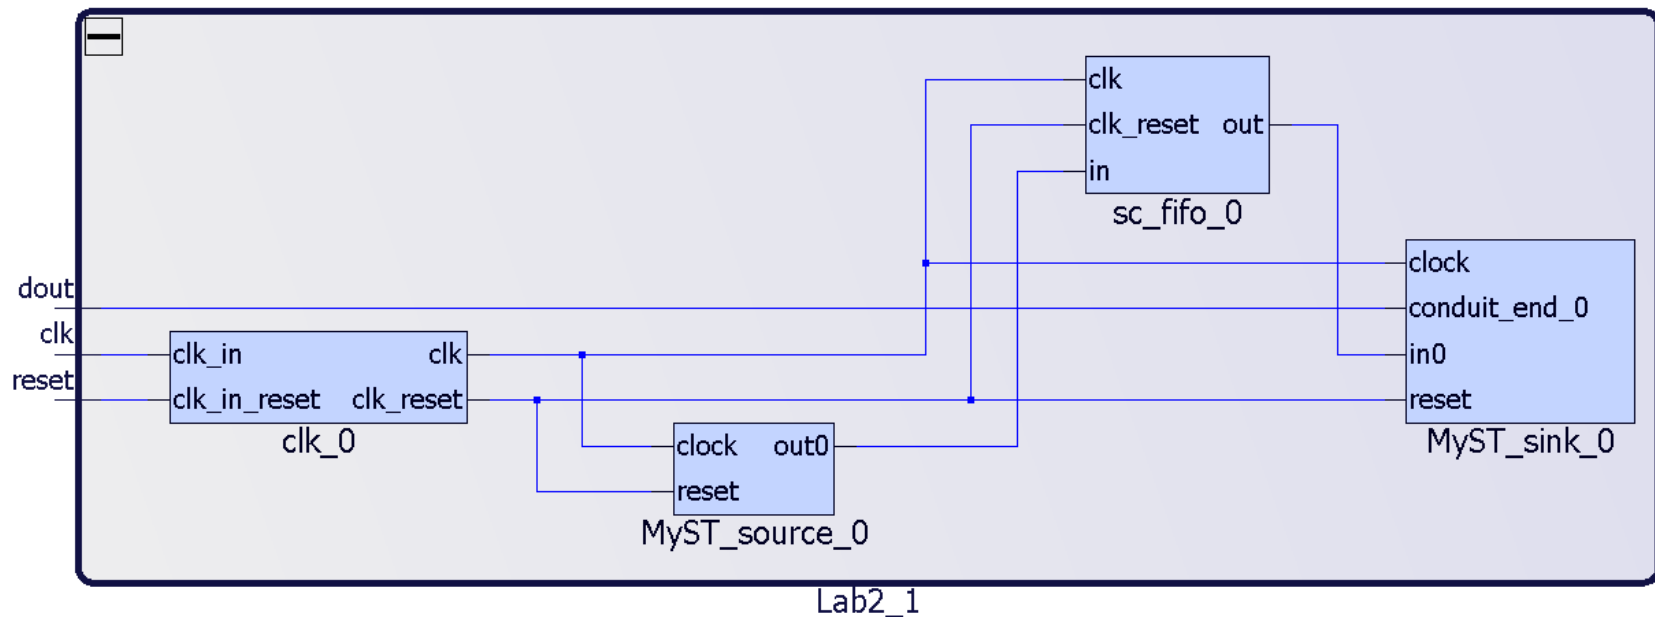 clk
clk_reset out
in
sc_fifo_0
clock
dout
conduit_end_0
clk
clk_in clk
in0
reset
clk_in_reset clk_reset
reset
clk_0
MyST_sink_0
clock out0
reset
MyST_source_0
Lab2_1